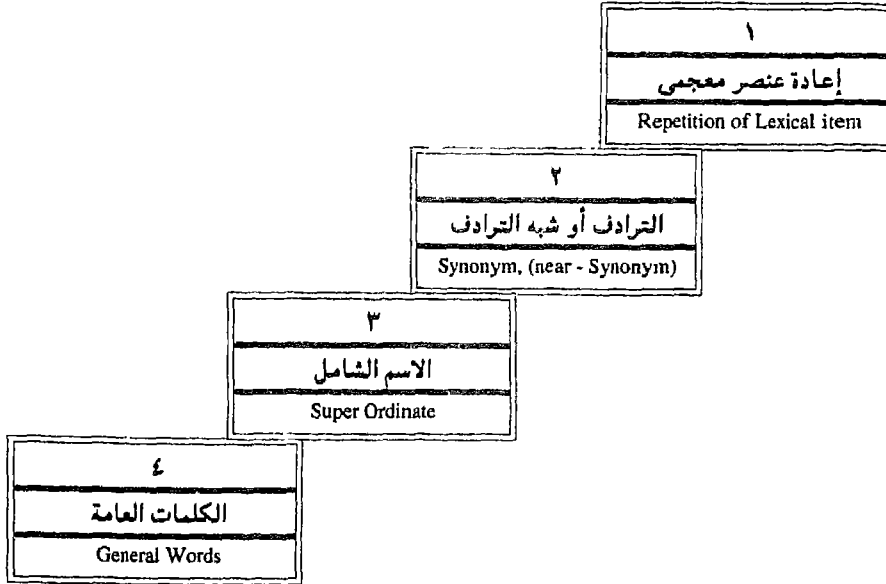 ١
إعادة عنصر معجمى
Repetition of Lexical item
٢
الترادف أو شبه الترادف
Synonym, (near - Synonym)
٣
الاسم الشامل
Super Ordinate
٤
الكلمات العامة
General Words